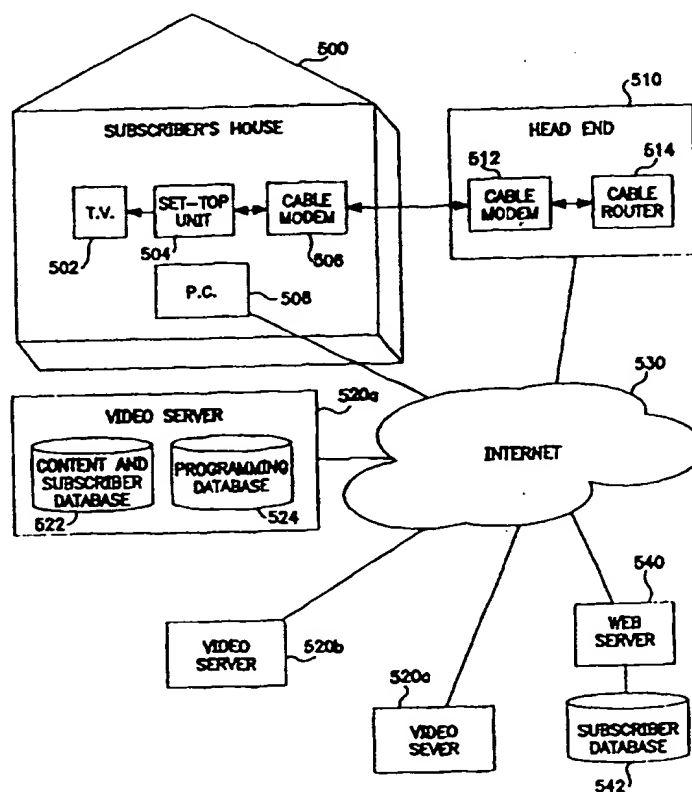 500
510
SUBSCRIBER'S HOUSE
HEAD END
512
514
T.V.
SET-TOP
UNIT
CABLE
MODEM
CABLE
MODEM
CABLE
ROUTER
502
504
506
P.C.
508
530
520a
VIDEO SERVER
INTERNET
CONTENT AND
SUBSCRIBER
DATABASE
PROGRAMMING
DATABASE
522
524
540
WEB
SERVER
VIDEO
SERVER
520b
520c
VIDEO
SEVER
SUBSCRIBER
DATABASE
542